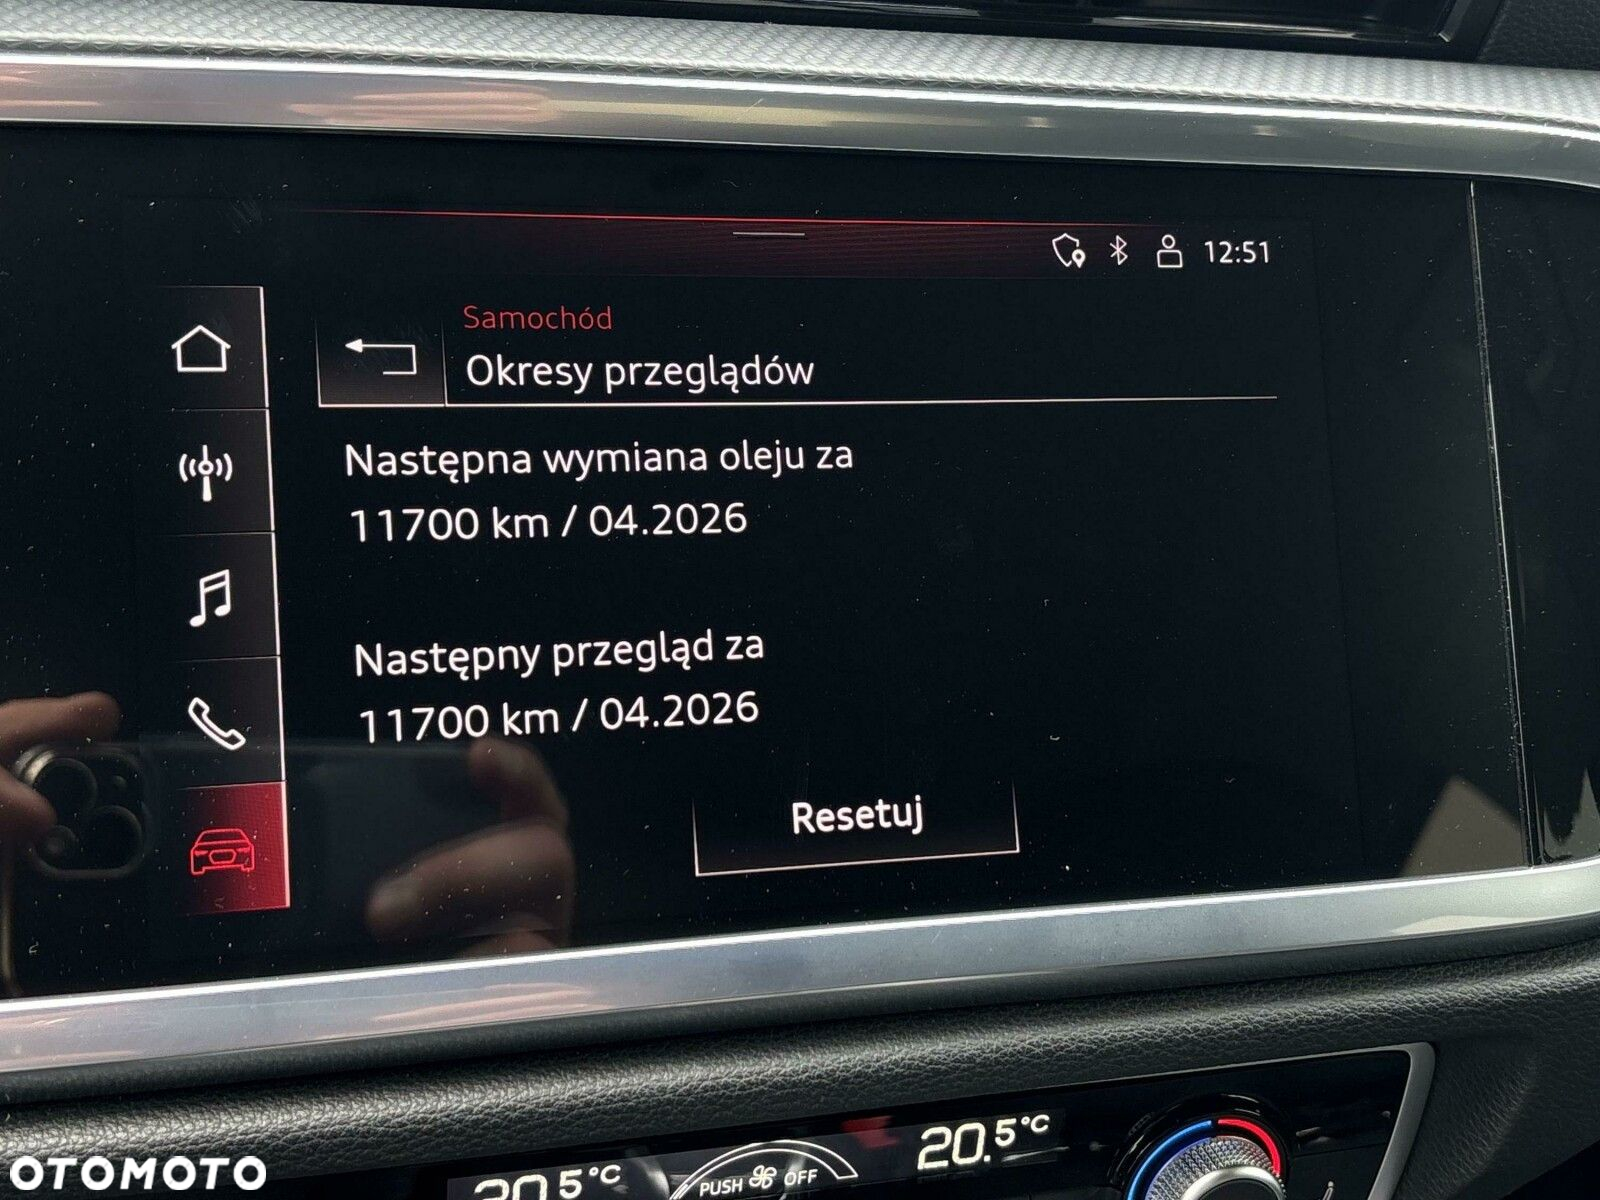 12:51
Samochód
Okresy przeglądów
Następna wymiana oleju za
11700 km / 04.2026
Następny przegląd za
11700 km / 04.2026
Resetuj
20.5°C
PUSH OFF
20.5°C
OTOMOTO